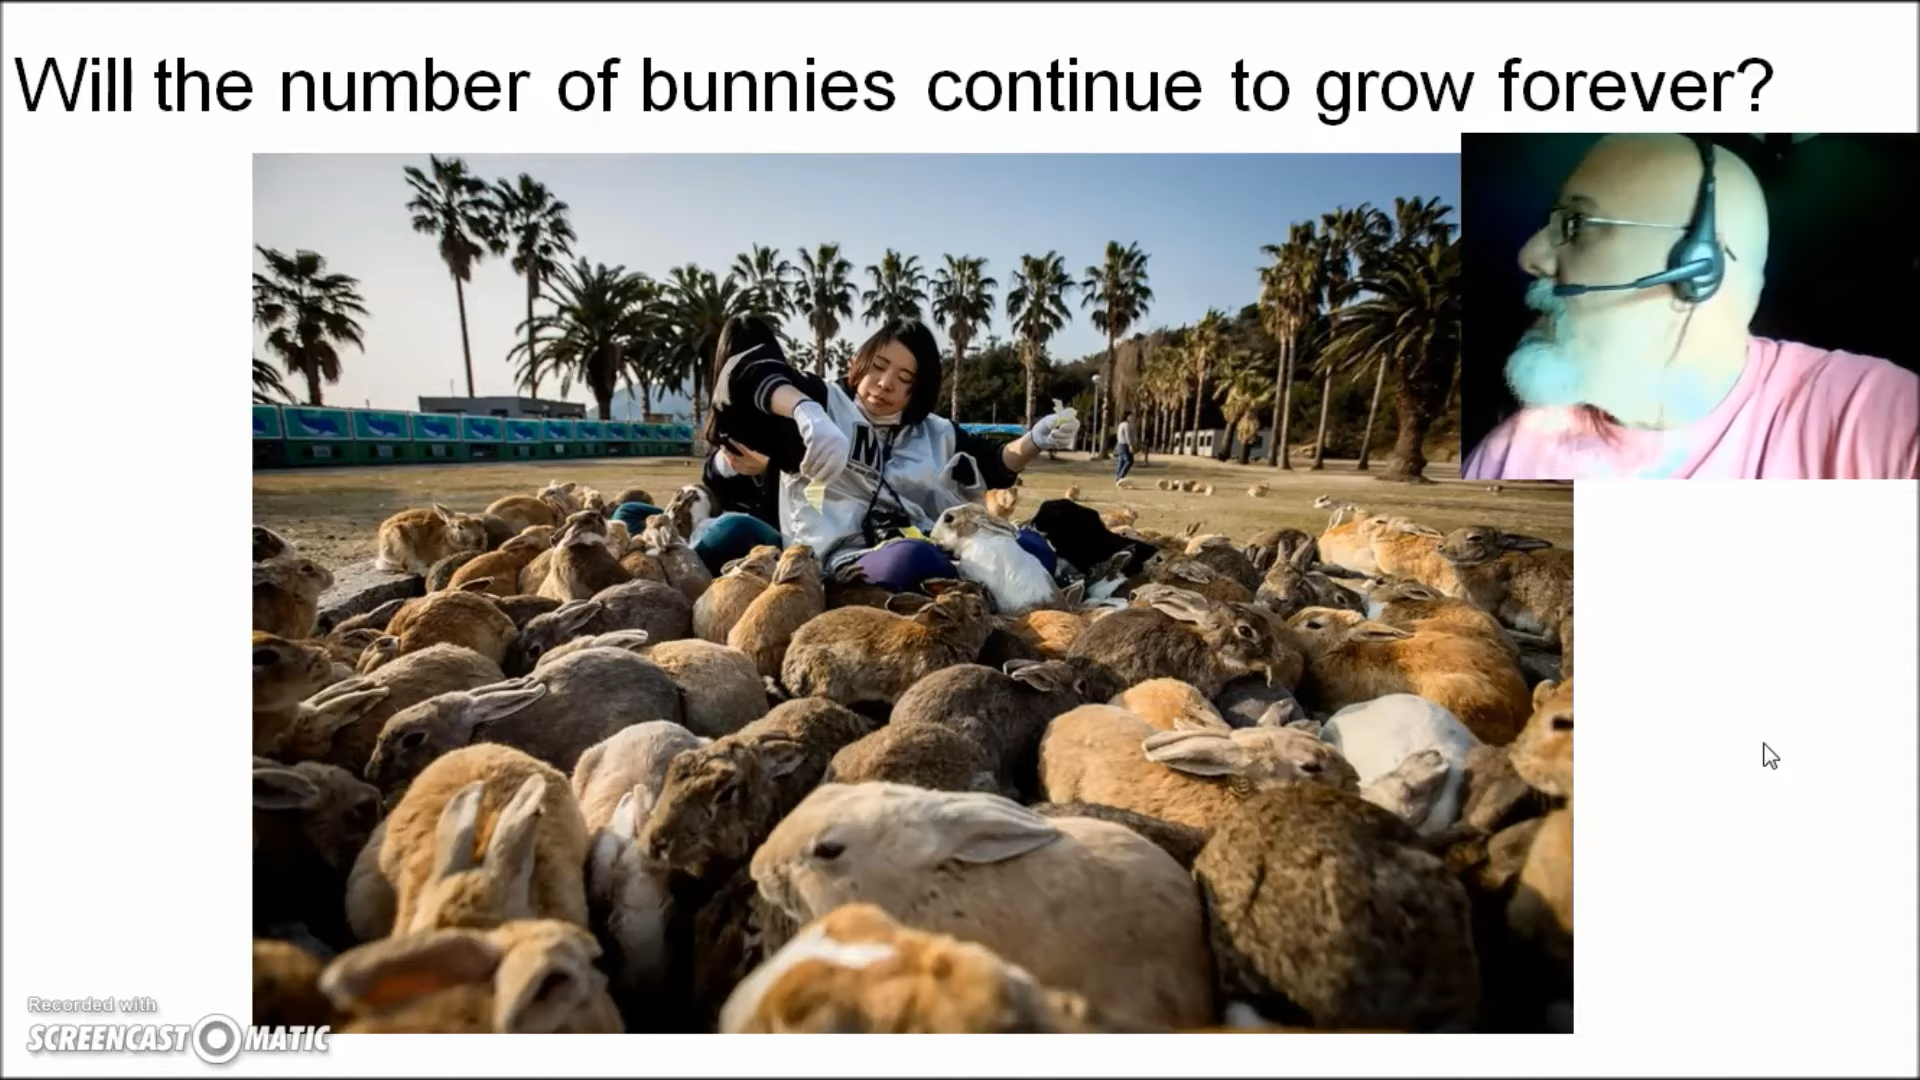 Will the number of bunnies continue to grow forever?
M
Recorded with
SCREENCAST MATIC